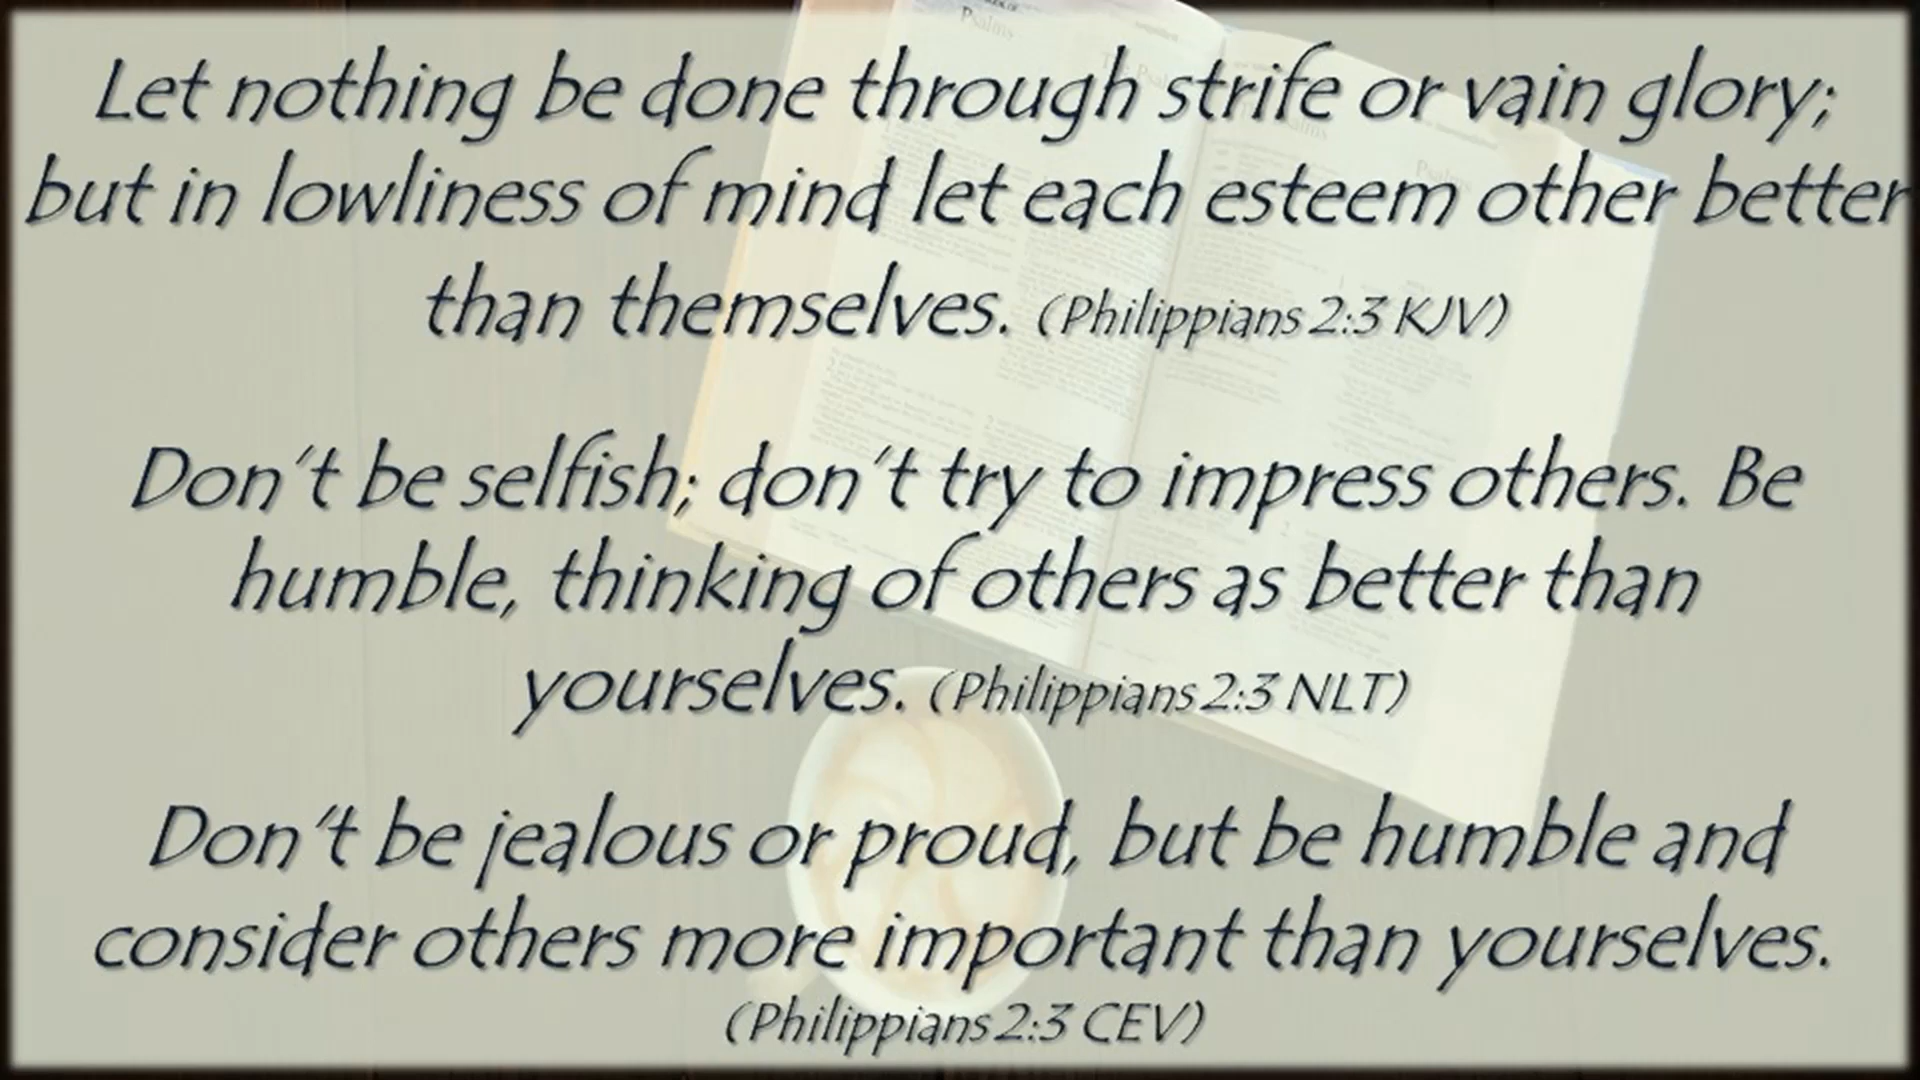 Psalms
Let nothing be done through strife or vain glory;
but in lowliness of mind let each esteem other better
than themselves. (Philippians 2:3 KJV)
Don't be selfish; don't try to impress others. Be
humble, thinking of others as better than
yourselves. (Philippians 2:3 NLT)
Don't be jealous or proud, but be humble and
consider others more important than yourselves.
(Philippians 2:3 CEV)